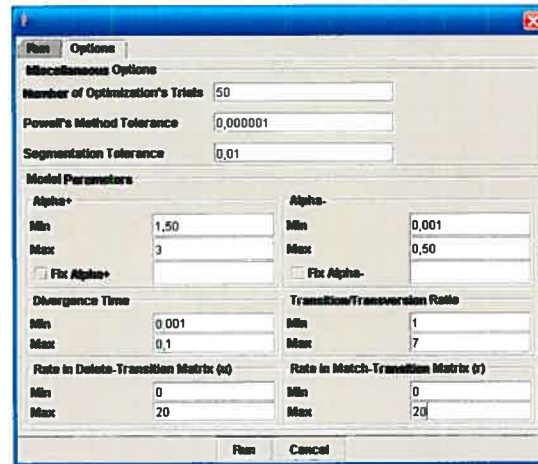 Run Options
Miscellaneous Options
Number of Optimization's Trials 50
Powell's Method Tolerance 0,000001
Segmentation Tolerance 0,01
Model Parameters
Alpha+
Min 1,50
Max 3
Fix Alpha+
Alpha-
Min 0,001
Max 0,50
Fix Alpha-
Divergence Time
Min 0,001
Max 0,1
Transition/Transversion Ratio
Min 1
Max 7
Rate in Delete-Transition Matrix (u)
Min 0
Max 20
Rate in Match-Transition Matrix (r)
Min 0
Max 20
Run Cancel